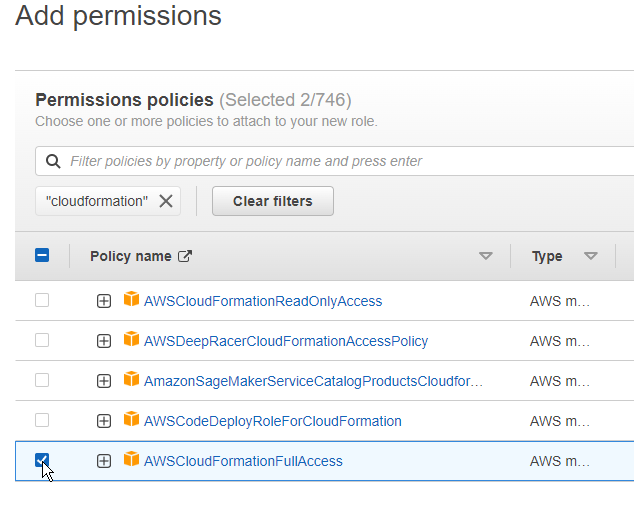 Add permissions
Permissions policies (Selected 2/746)
Choose one or more policies to attach to your new role.
Filter policies by property or policy name and press enter
"cloudformation" Clear filters
Policy name Type
AWSCloudFormationReadOnlyAccess AWS m...
AWSDeepRacerCloudFormationAccessPolicy AWS m...
AmazonSageMakerServiceCatalogProductsCloudfor... AWS m...
AWSCodeDeployRoleForCloudFormation AWS m...
AWSCloudFormationFullAccess AWS m...